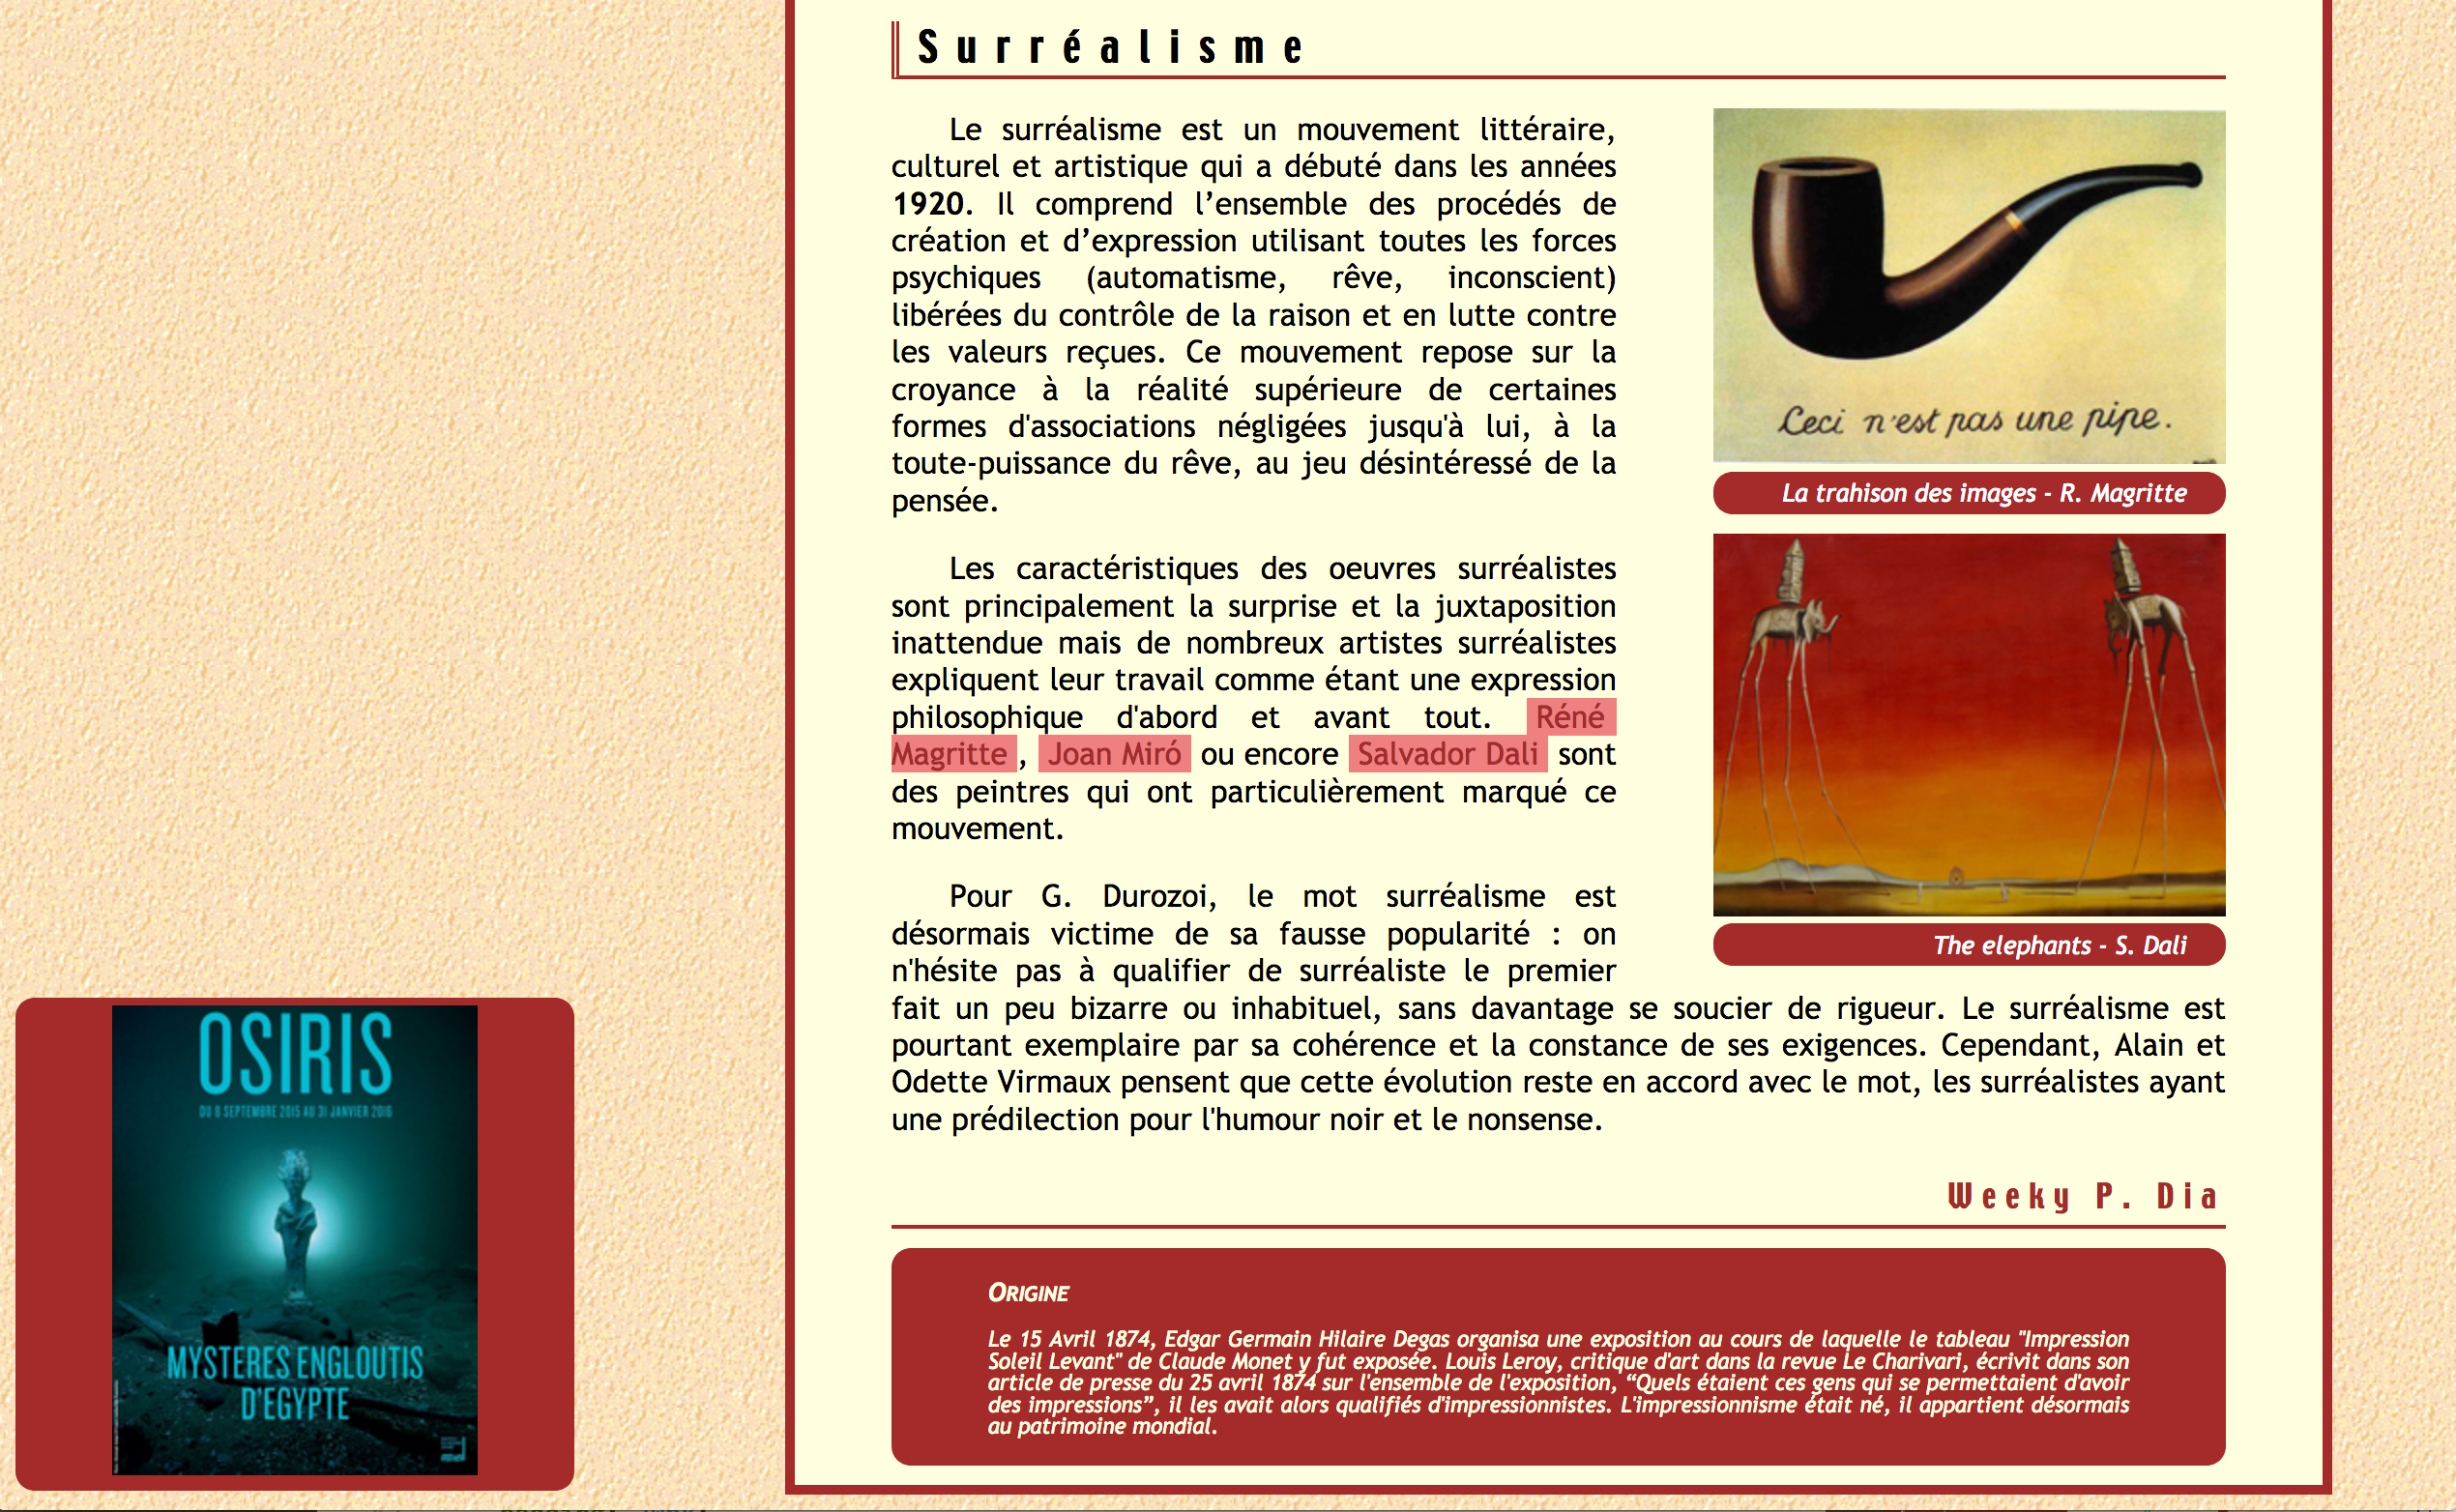 Surréalisme
Le surréalisme est un mouvement littéraire,
culturel et artistique qui a débuté dans les années
1920. Il comprend l’ensemble des procédés de
création et d’expression utilisant toutes les forces
psychiques (automatisme, rêve, inconscient)
libérées du contrôle de la raison et en lutte contre
les valeurs reçues. Ce mouvement repose sur la
croyance à la réalité supérieure de certaines
formes d'associations négligées jusqu'à lui, à la
toute-puissance du rêve, au jeu désintéressé de la
pensée.
Les caractéristiques des oeuvres surréalistes
sont principalement la surprise et la juxtaposition
inattendue mais de nombreux artistes surréalistes
expliquent leur travail comme étant une expression
philosophique d'abord et avant tout. Réné
Magritte , Joan Miró ou encore Salvador Dali sont
des peintres qui ont particulièrement marqué ce
mouvement.
Pour G. Durozoi, le mot surréalisme est
désormais victime de sa fausse popularité : on
n'hésite pas à qualifier de surréaliste le premier
fait un peu bizarre ou inhabituel, sans davantage se soucier de rigueur. Le surréalisme est
pourtant exemplaire par sa cohérence et la constance de ses exigences. Cependant, Alain et
Odette Virmaux pensent que cette évolution reste en accord avec le mot, les surréalistes ayant
une prédilection pour l'humour noir et le nonsense.
Ceci n'est pas une pipe.
La trahison des images - R. Magritte
The elephants - S. Dali
Weeky P. Dia
ORIGINE
Le 15 Avril 1874, Edgar Germain Hilaire Degas organisa une exposition au cours de laquelle le tableau "Impression
Soleil Levant" de Claude Monet y fut exposée. Louis Leroy, critique d'art dans la revue Le Charivari, écrivit dans son
article de presse du 25 avril 1874 sur l'ensemble de l'exposition, “Quels étaient ces gens qui se permettaient d'avoir
des impressions”, il les avait alors qualifiés d'impressionnistes. L'impressionnisme était né, il appartient désormais
au patrimoine mondial.
OSIRIS
DU 8 SEPTEMBRE 2015 AU 31 JANVIER 2016
MYSTERES ENGLOUTIS
D'EGYPTE